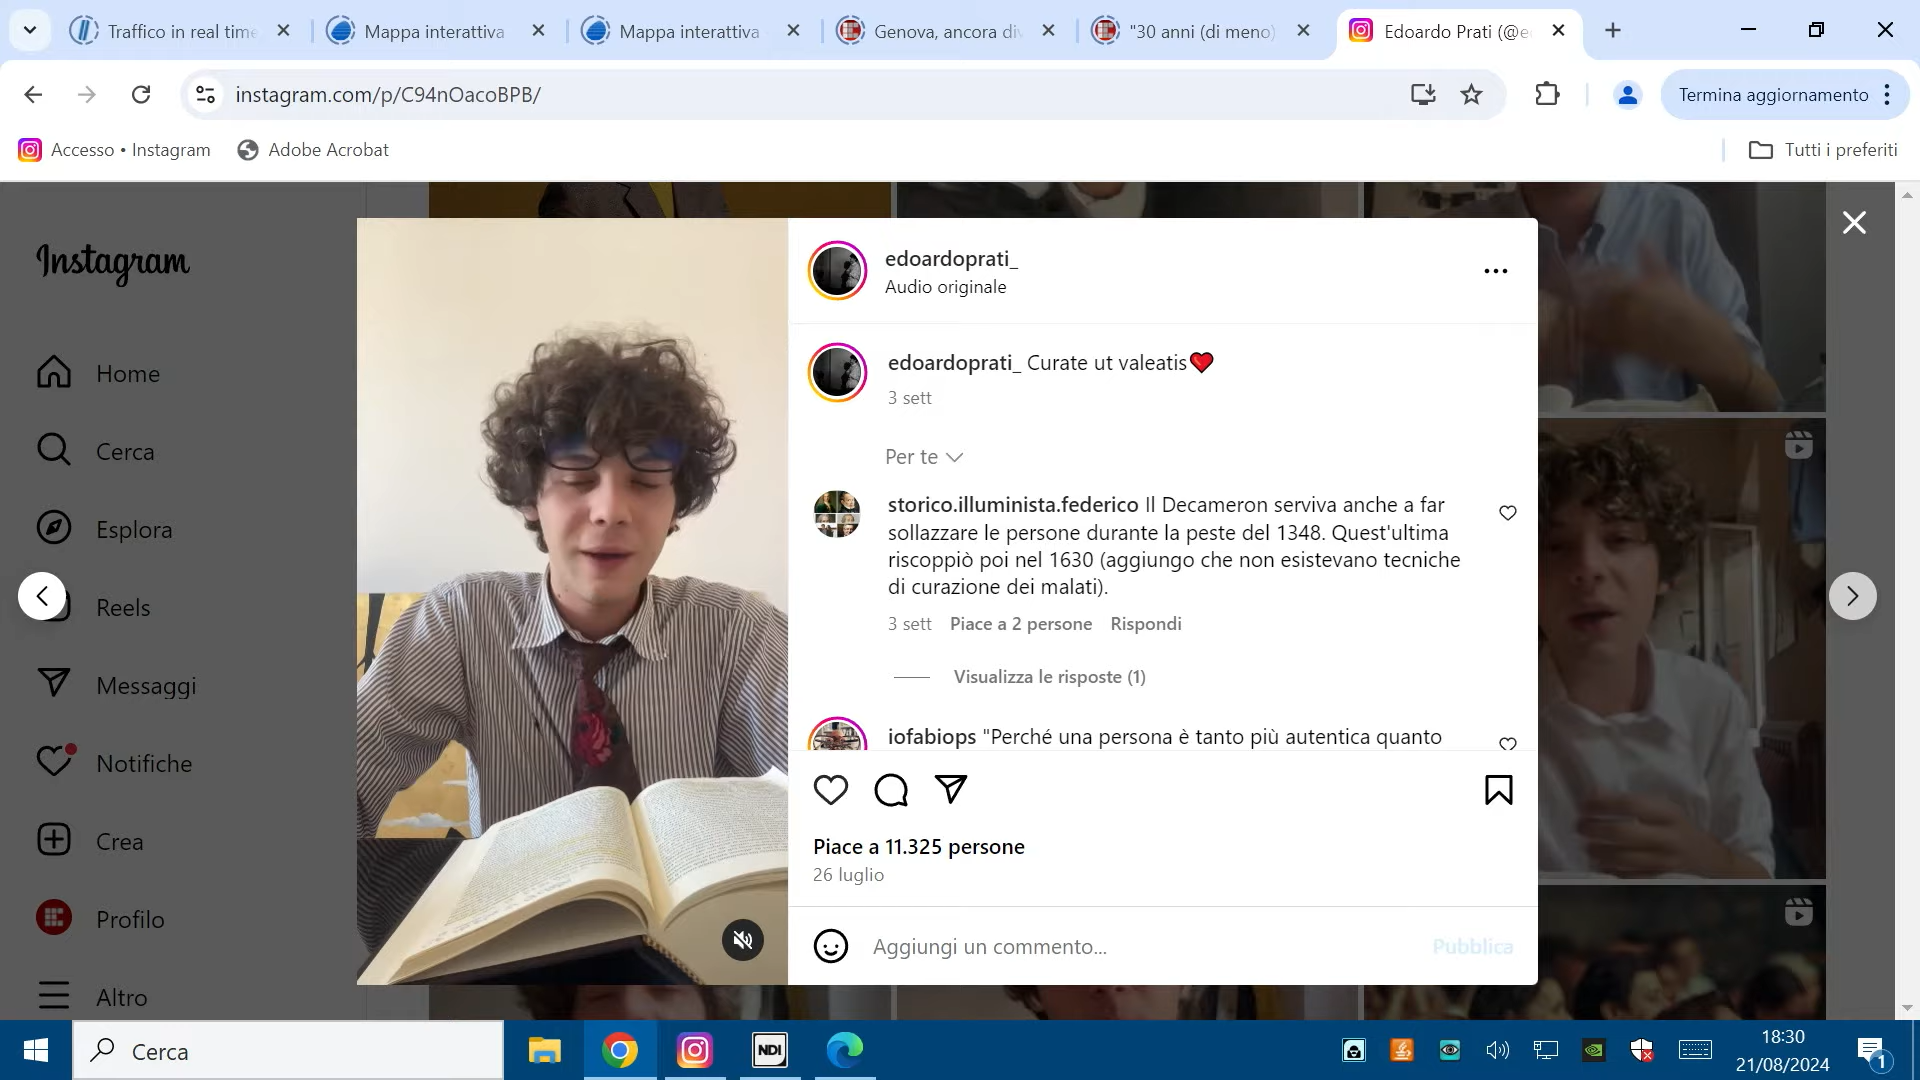 Traffico in real time
Mappa interattiva
Mappa interattiva
Genova, ancora di
"30 anni (di meno)
Edoardo Prati (@e
instagram.com/p/C94nOacoBPB/
Termina aggiornamento
Accesso • Instagram
Adobe Acrobat
Tutti i preferiti
Instagram
Home
Cerca
Esplora
Reels
Messaggi
Notifiche
Crea
Profilo
Altro
edoardoprati_
Audio originale
edoardoprati_ Curate ut valeatis❤️
3 sett
Per te
storico.illuminista.federico Il Decameron serviva anche a far
sollazzare le persone durante la peste del 1348. Quest'ultima
riscoppiò poi nel 1630 (aggiungo che non esistevano tecniche
di curazione dei malati).
3 sett Piace a 2 persone Rispondi
Visualizza le risposte (1)
iofabiops "Perché una persona è tanto più autentica quanto
Piace a 11.325 persone
26 luglio
Aggiungi un commento...
Pubblica
Cerca
NDI
18:30
21/08/2024
1